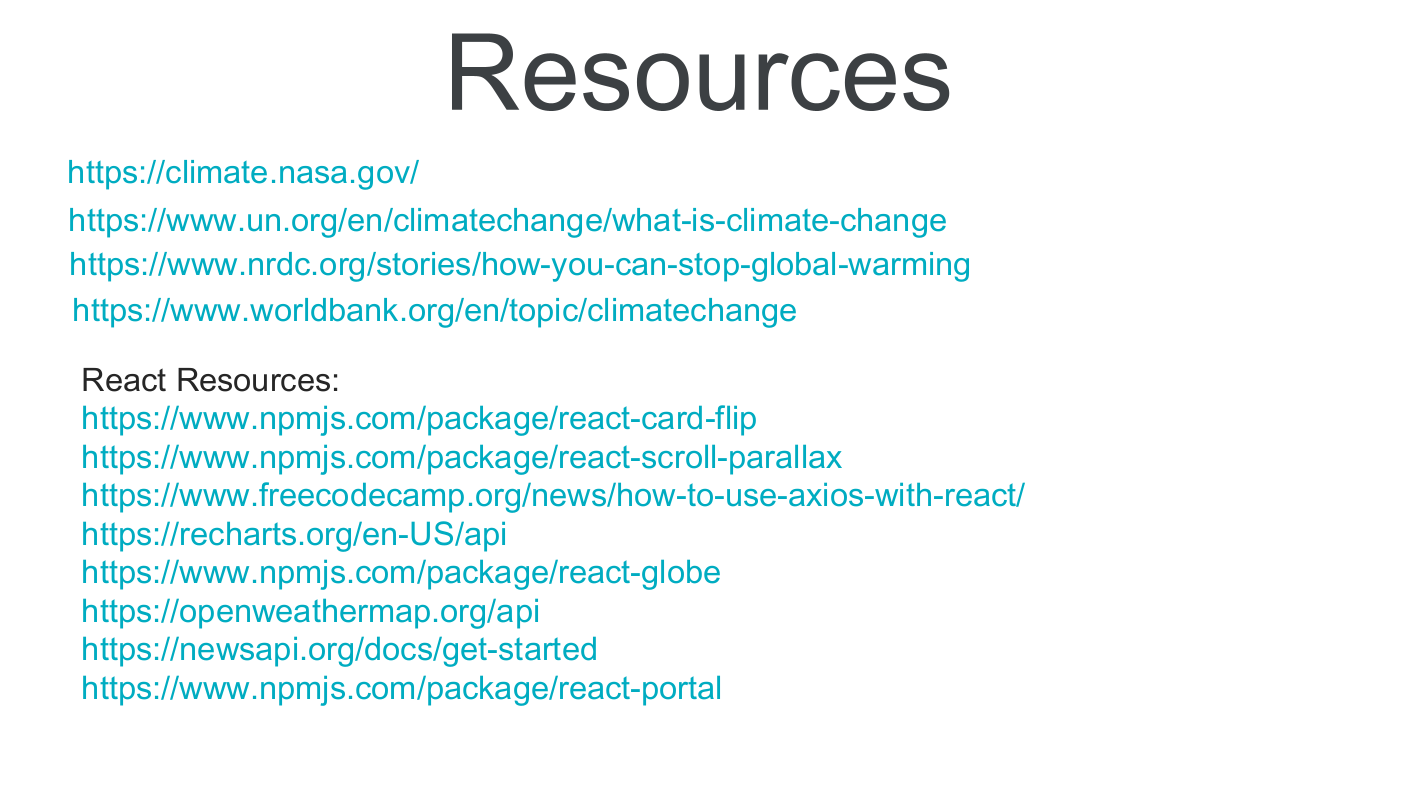 Resources
https://climate.nasa.gov/
https://www.un.org/en/climatechange/what-is-climate-change
https://www.nrdc.org/stories/how-you-can-stop-global-warming
https://www.worldbank.org/en/topic/climatechange
React Resources:
https://www.npmjs.com/package/react-card-flip
https://www.npmjs.com/package/react-scroll-parallax
https://www.freecodecamp.org/news/how-to-use-axios-with-react/
https://recharts.org/en-US/api
https://www.npmjs.com/package/react-globe
https://openweathermap.org/api
https://newsapi.org/docs/get-started
https://www.npmjs.com/package/react-portal